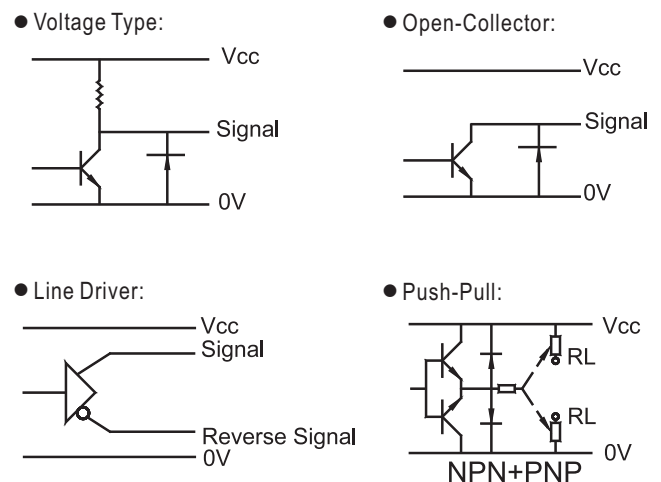 ● Voltage Type:
Vcc
Signal
0V
● Open-Collector:
Vcc
Signal
0V
● Line Driver:
Vcc
Signal
Reverse Signal
0V
● Push-Pull:
Vcc
RL
RL
0V
NPN+PNP